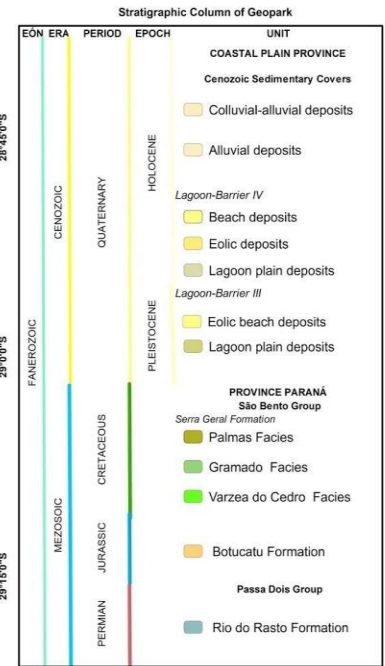 Stratigraphic Column of Geopark
EÓN ERA PERIOD EPOCH UNIT
COASTAL PLAIN PROVINCE
Cenozoic Sedimentary Covers
Colluvial-alluvial deposits
Alluvial deposits
Lagoon-Barrier IV
Beach deposits
Eolic deposits
Lagoon plain deposits
Lagoon-Barrier III
Eolic beach deposits
Lagoon plain deposits
PROVINCE PARANÁ
São Bento Group
Serra Geral Formation
Palmas Facies
Gramado Facies
Varzea do Cedro Facies
Botucatu Formation
Passa Dois Group
Rio do Rasto Formation
FANEROZOIC
CENOZOIC
MEZOSOIC
QUATERNARY
CRETACEOUS
JURASSIC
PERMIAN
HOLOCENE
PLEISTOCENE
28°45'0"S
29°0'0"S
29°15'0"S